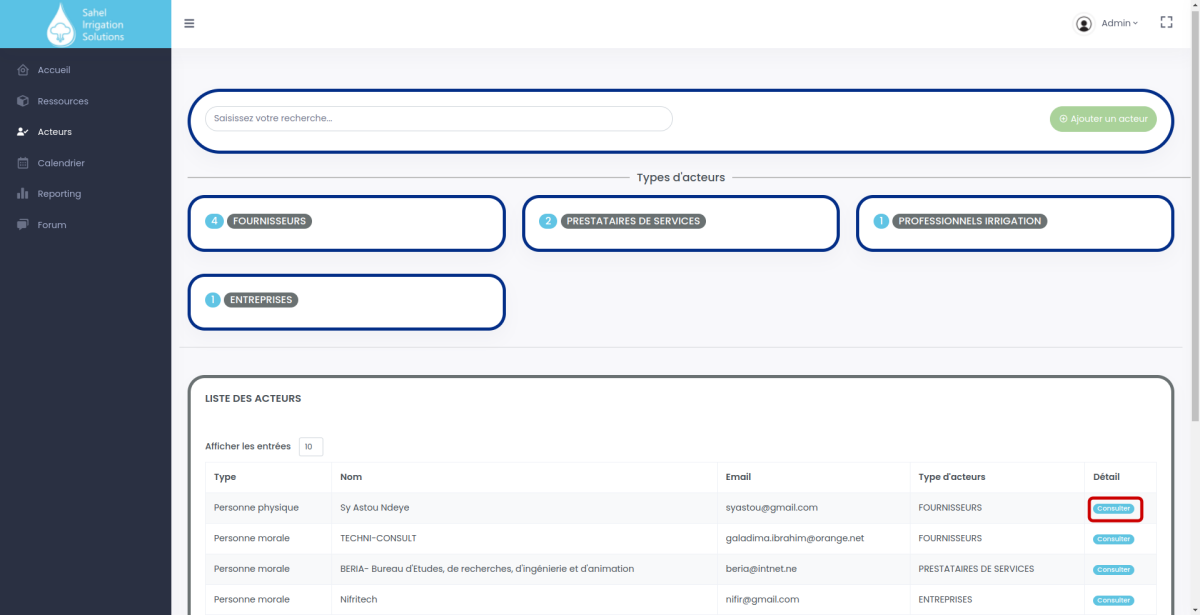 Sahel
Irrigation
Solutions
Admin
Accueil
Ressources
Acteurs
Calendrier
Reporting
Forum
Saisissez votre recherche...
Ajouter un acteur
Types d'acteurs
4 FOURNISSEURS
2 PRESTATAIRES DE SERVICES
1 PROFESSIONNELS IRRIGATION
1 ENTREPRISES
LISTE DES ACTEURS
Afficher les entrées 10
Type Nom Email Type d'acteurs Détail
Personne physique Sy Astou Ndeye syastou@gmail.com FOURNISSEURS Consulter
Personne morale TECHNI-CONSULT galadima.ibrahim@orange.net FOURNISSEURS Consulter
Personne morale BERIA- Bureau d'Etudes, de recherches, d'ingénierie et d'animation beria@intnet.ne PRESTATAIRES DE SERVICES Consulter
Personne morale Nifritech nifir@gmail.com ENTREPRISES Consulter